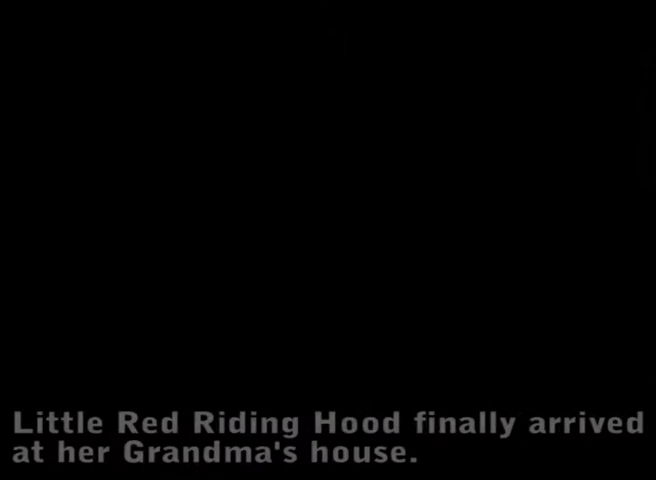 Little Red Riding Hood finally arrived
at her Grandma's house.